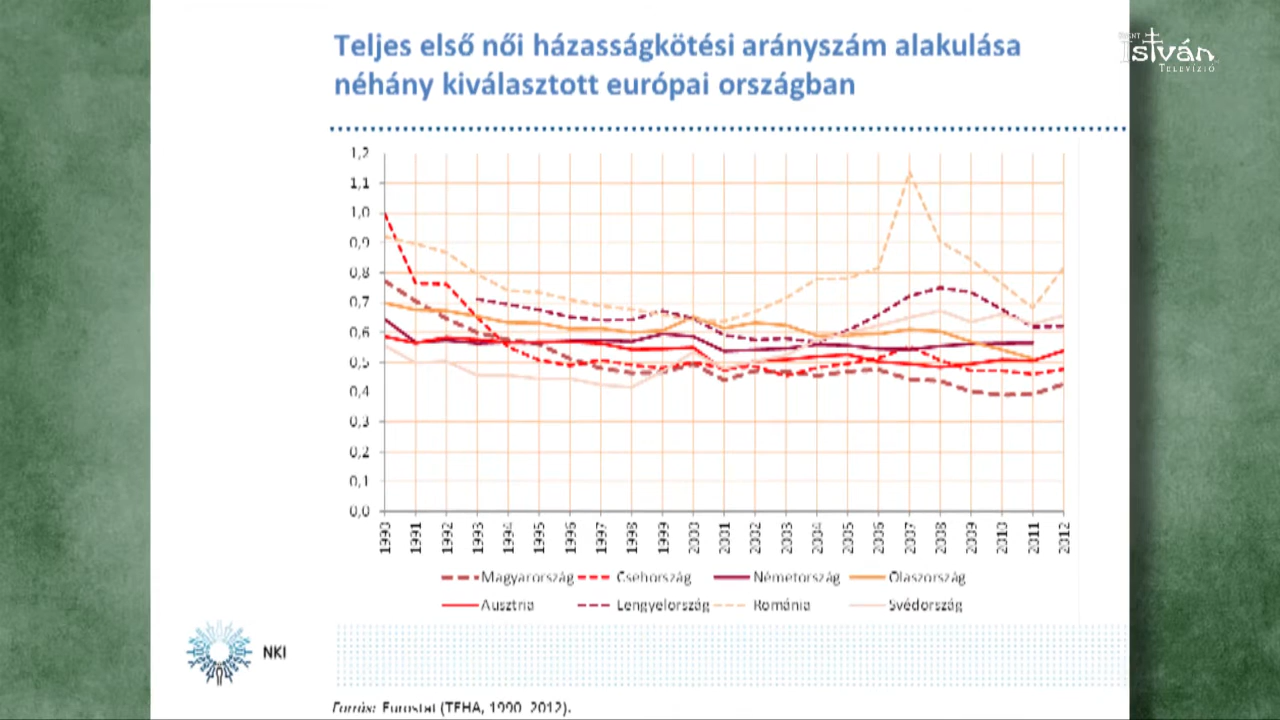 Teljes első női házasságkötési arányszám alakulása
néhány kiválasztott európai országban
SZENT
István
TELEVÍZIÓ
1,2
1,1
1,0
0,9
0,8
0,7
0,6
0,5
0,4
0,3
0,2
0,1
0,0
1990 1991 1992 1993 1994 1995 1996 1997 1998 1999 2000 2001 2002 2003 2004 2005 2006 2007 2008 2009 2010 2011 2012
Magyarország Csehország Németország Olaszország
Ausztria Lengyelország Románia Svédország
NKI
Forrás: Eurostat (TEHA, 1990 2012).